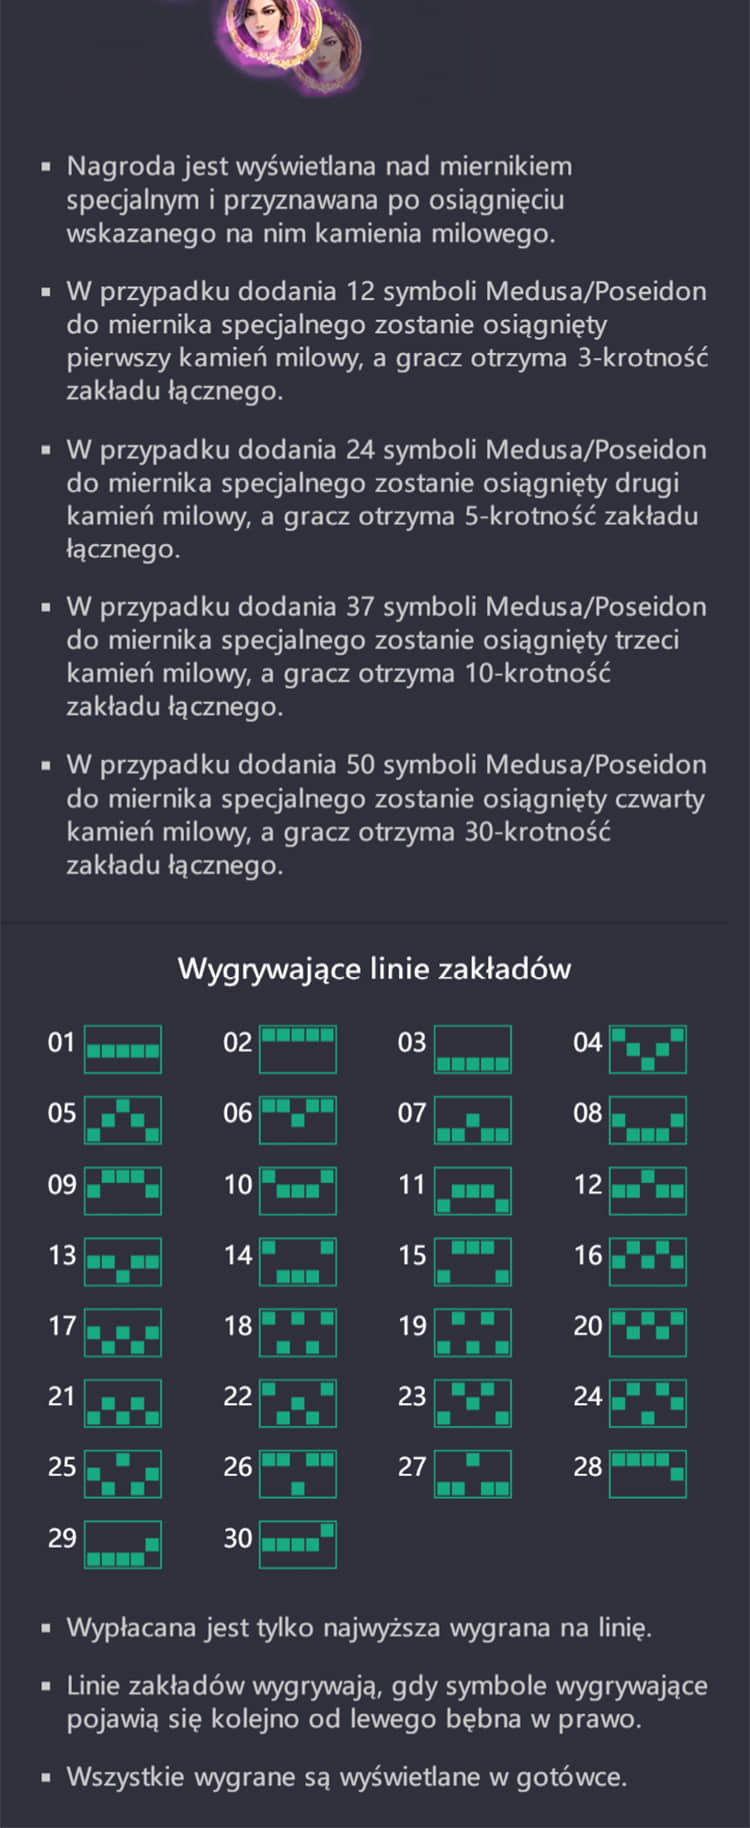 ▪ Nagroda jest wyświetlana nad miernikiem
specjalnym i przyznawana po osiągnięciu
wskazanego na nim kamienia milowego.
▪ W przypadku dodania 12 symboli Medusa/Poseidon
do miernika specjalnego zostanie osiągnięty
pierwszy kamień milowy, a gracz otrzyma 3-krotność
zakładu łącznego.
▪ W przypadku dodania 24 symboli Medusa/Poseidon
do miernika specjalnego zostanie osiągnięty drugi
kamień milowy, a gracz otrzyma 5-krotność zakładu
łącznego.
▪ W przypadku dodania 37 symboli Medusa/Poseidon
do miernika specjalnego zostanie osiągnięty trzeci
kamień milowy, a gracz otrzyma 10-krotność
zakładu łącznego.
▪ W przypadku dodania 50 symboli Medusa/Poseidon
do miernika specjalnego zostanie osiągnięty czwarty
kamień milowy, a gracz otrzyma 30-krotność
zakładu łącznego.
Wygrywające linie zakładów
01 02 03 04
05 06 07 08
09 10 11 12
13 14 15 16
17 18 19 20
21 22 23 24
25 26 27 28
29 30
▪ Wypłacana jest tylko najwyższa wygrana na linię.
▪ Linie zakładów wygrywają, gdy symbole wygrywające
pojawią się kolejno od lewego bębna w prawo.
▪ Wszystkie wygrane są wyświetlane w gotówce.